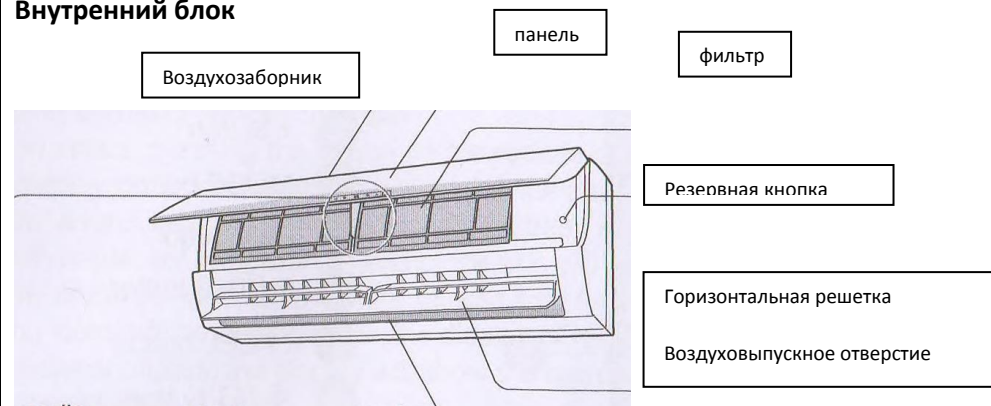 Внутренний блок
панель
фильтр
Воздухозаборник
Резервная кнопка
Горизонтальная решетка
Воздуховыпускное отверстие